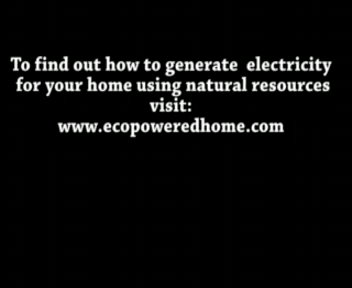 To find out how to generate electricity
for your home using natural resources
visit:
www.ecopoweredhome.com